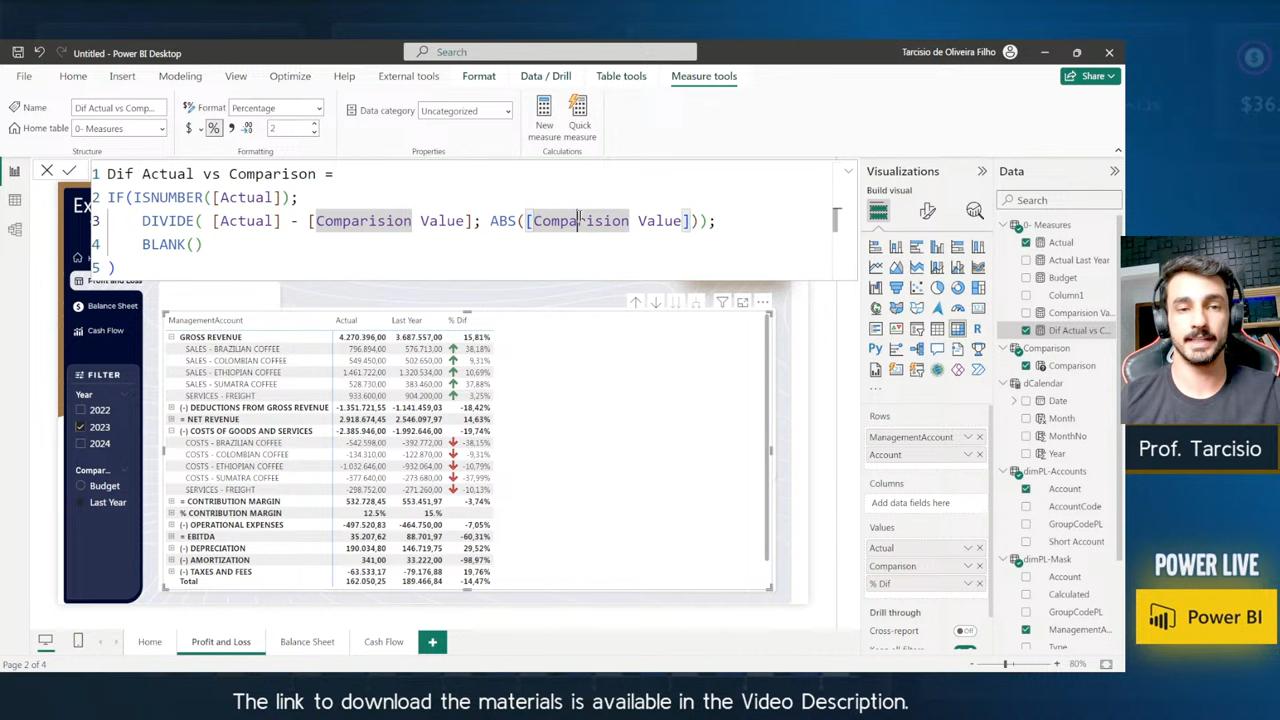 Untitled - Power BI Desktop
Search
Tarcisio de Oliveira Filho
File Home Insert Modeling View Optimize Help External tools Format Data / Drill Table tools Measure tools
Share
Name Dif Actual vs Comp...
Home table 0- Measures
Structure
Format Percentage
$ % 2
Formatting
Data category Uncategorized
Properties
New measure
Quick measure
Calculations
1 Dif Actual vs Comparison =
2 IF(ISNUMBER([Actual]);
3 DIVIDE( [Actual] - [Comparision Value]; ABS([Comparision Value]));
4 BLANK()
5 )
Profit and Loss
Balance Sheet
Cash Flow
FILTER
Year
2022
2023
2024
Compar...
Budget
Last Year
ManagementAccount Actual Last Year % Dif
GROSS REVENUE 4.270.396,00 3.687.557,00 15,81%
SALES - BRAZILIAN COFFEE 796.894,00 576.713,00 38,18%
SALES - COLOMBIAN COFFEE 549.450,00 502.650,00 9,31%
SALES - ETHIOPIAN COFFEE 1.461.722,00 1.320.534,00 10,69%
SALES - SUMATRA COFFEE 528.730,00 383.460,00 37,88%
SERVICES - FREIGHT 933.600,00 904.200,00 3,25%
(-) DEDUCTIONS FROM GROSS REVENUE -1.351.721,55 -1.141.459,03 -18,42%
= NET REVENUE 2.918.674,45 2.546.097,97 14,63%
(-) COSTS OF GOODS AND SERVICES -2.385.946,00 -1.992.646,00 -19,74%
COSTS - BRAZILIAN COFFEE -542.598,00 -392.772,00 -38,15%
COSTS - COLOMBIAN COFFEE -134.310,00 -122.870,00 -9,31%
COSTS - ETHIOPIAN COFFEE -1.032.646,00 -932.064,00 -10,79%
COSTS - SUMATRA COFFEE -377.640,00 -273.680,00 -37,99%
SERVICES - FREIGHT -298.752,00 -271.260,00 -10,13%
= CONTRIBUTION MARGIN 532.728,45 553.451,97 -3,74%
% CONTRIBUTION MARGIN 12.5% 15.%
(-) OPERATIONAL EXPENSES -497.520,83 -464.750,00 -7,05%
= EBITDA 35.207,62 88.701,97 -60,31%
(-) DEPRECIATION 190.034,80 146.719,75 29,52%
(-) AMORTIZATION 341,00 33.222,00 -98,97%
(-) TAXES AND FEES -63.533,17 -79.176,88 19,76%
Total 162.050,25 189.466,84 -14,47%
Visualizations
Build visual
Rows
ManagementAccount
Account
Columns
Add data fields here
Values
Actual
Comparison
% Dif
Drill through
Cross-report Off
Data
Search
0- Measures
Actual
Actual Last Year
Budget
Column1
Comparision Va...
Dif Actual vs C...
Comparison
Comparison
dCalendar
Date
Month
MonthNo
Year
dimPL-Accounts
Account
AccountCode
GroupCodePL
Short Account
dimPL-Mask
Account
Calculated
GroupCodePL
ManagementA...
Home Profit and Loss Balance Sheet Cash Flow +
Page 2 of 4
80%
Prof. Tarcisio
POWER LIVE
Power BI
The link to download the materials is available in the Video Description.